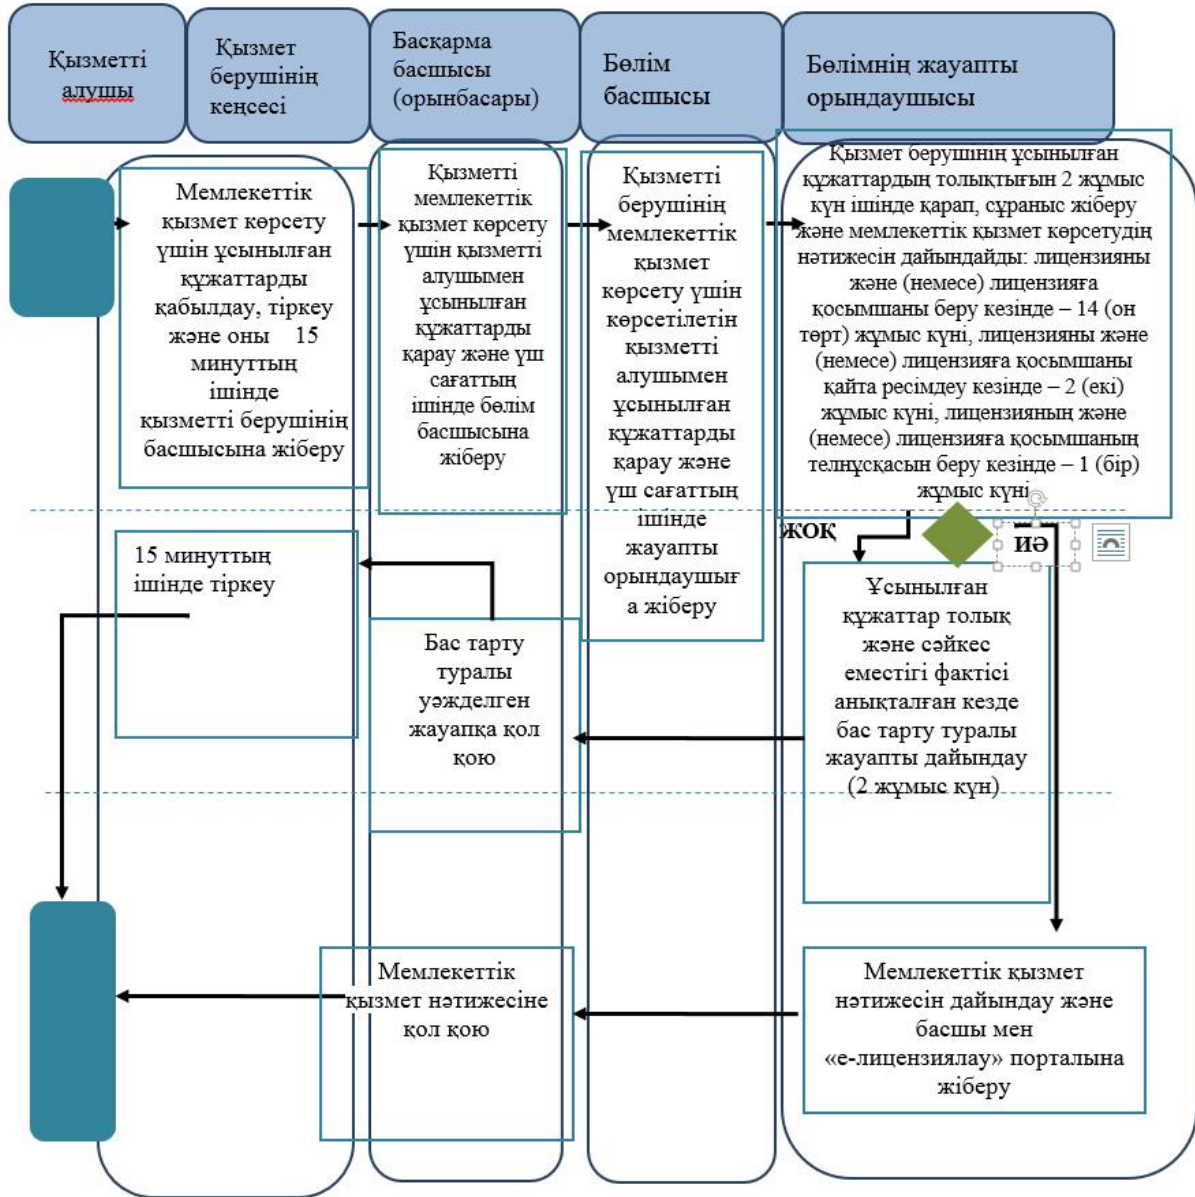 Қызметті
алушы
Қызмет
берушінің
кеңсесі
Басқарма
басшысы
(орынбасары)
Бөлім
басшысы
Бөлімнің жауапты
орындаушысы
Мемлекеттік
қызмет көрсету
үшін ұсынылған
құжаттарды
қабылдау, тіркеу
және оны 15
минуттың
ішінде
қызметті берушінің
басшысына жіберу
Қызметті
мемлекеттік
қызмет көрсету
үшін қызметті
алушымен
ұсынылған
құжаттарды
қарау және үш
сағаттың
ішінде бөлім
басшысына
жіберу
Қызметті
берушінің
мемлекеттік
қызмет
көрсету үшін
көрсетілетін
қызметті
алушымен
ұсынылған
құжаттарды
қарау және
үш сағаттың
ішінде
жауапты
орындаушығ
а жіберу
Қызмет берушінің ұсынылған
құжаттардың толықтығын 2 жұмыс
күн ішінде қарап, сұраныс жіберу
және мемлекеттік қызмет көрсетудің
нәтижесін дайындайды: лицензияны
және (немесе) лицензияға
қосымшаны беру кезінде – 14 (он
төрт) жұмыс күні, лицензияны және
(немесе) лицензияға қосымшаны
қайта ресімдеу кезінде – 2 (екі)
жұмыс күні, лицензияның және
(немесе) лицензияға қосымшаның
телнұсқасын беру кезінде – 1 (бір)
жұмыс күні
ЖОҚ
ИӘ
15 минуттың
ішінде тіркеу
Бас тарту
туралы
уәжделген
жауапқа қол
қою
Ұсынылған
құжаттар толық
және сәйкес
еместігі фактісі
анықталған кезде
бас тарту туралы
жауапты дайындау
(2 жұмыс күн)
Мемлекеттік
қызмет нәтижесіне
қол қою
Мемлекеттік қызмет
нәтижесін дайындау және
басшы мен
«е-лицензиялау» порталына
жіберу